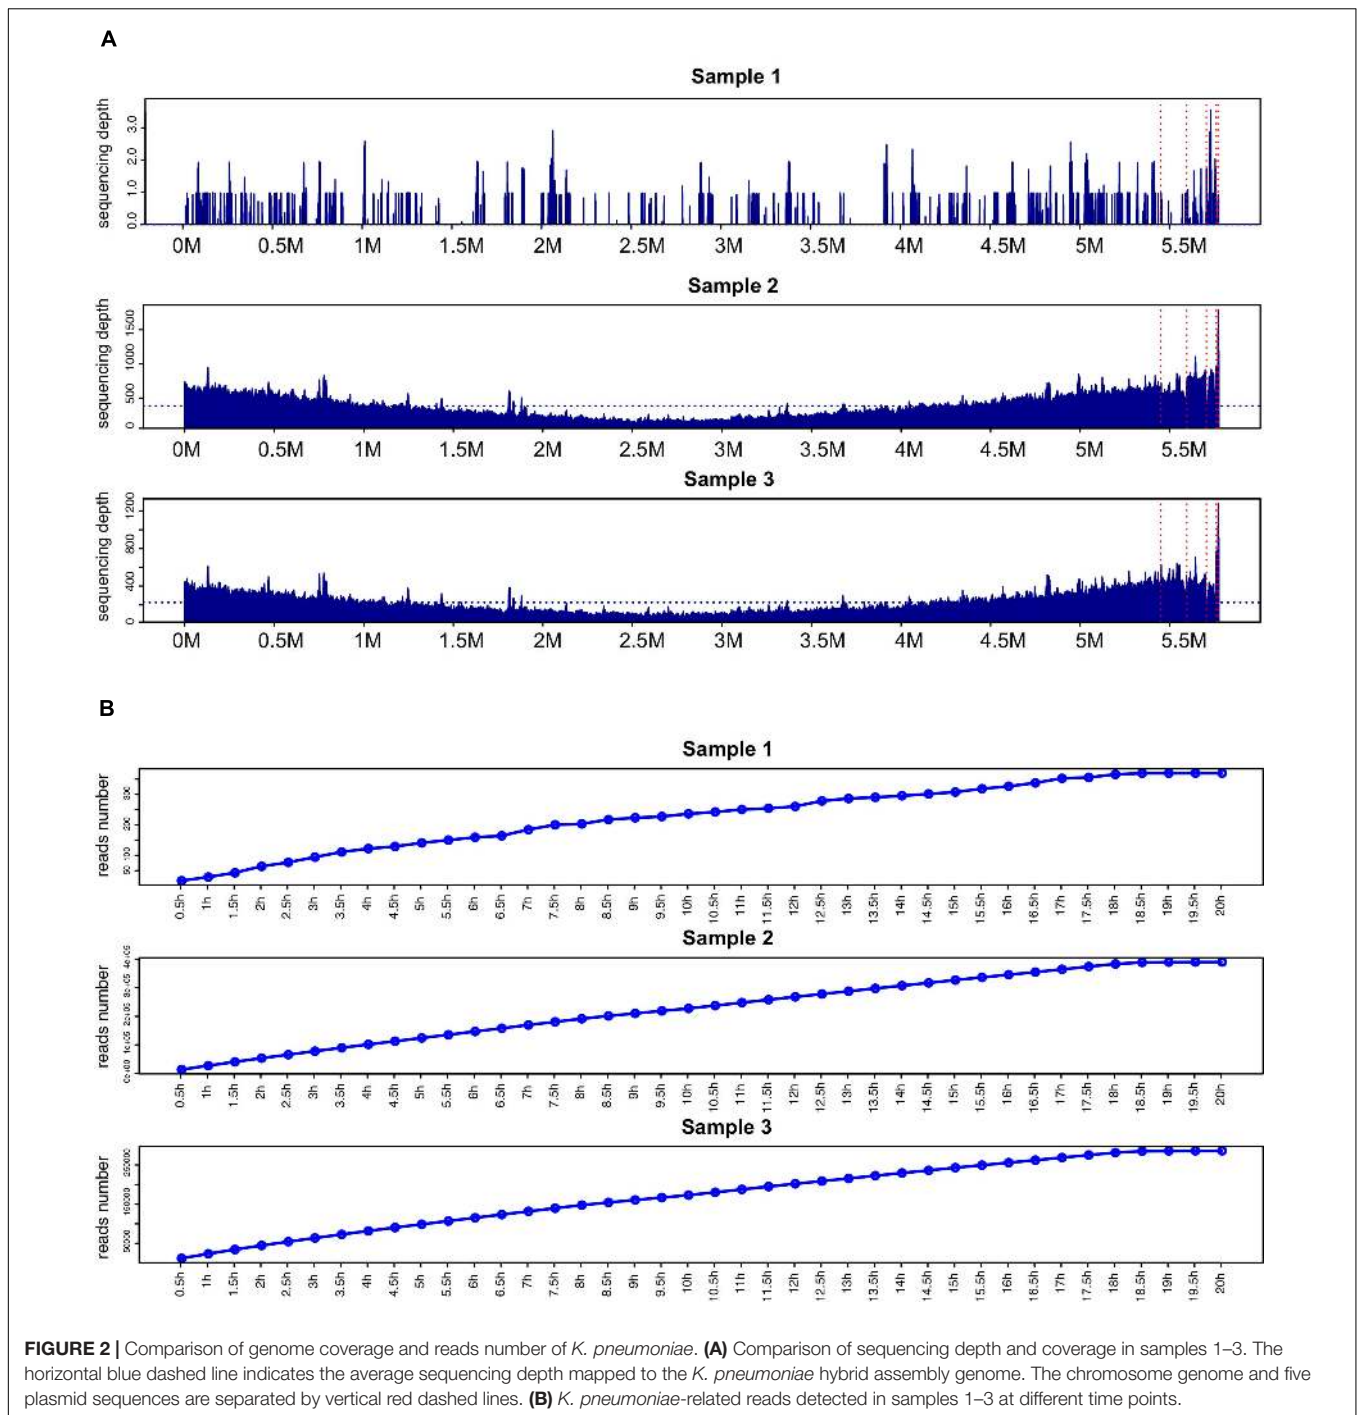 A
Sample 1
sequencing depth
0.0 1.0 2.0 3.0
0M 0.5M 1M 1.5M 2M 2.5M 3M 3.5M 4M 4.5M 5M 5.5M
Sample 2
sequencing depth
0 500 1000 1500
0M 0.5M 1M 1.5M 2M 2.5M 3M 3.5M 4M 4.5M 5M 5.5M
Sample 3
sequencing depth
0 400 800 1200
0M 0.5M 1M 1.5M 2M 2.5M 3M 3.5M 4M 4.5M 5M 5.5M
B
Sample 1
reads number
50 100 200 300
0.5h 1h 1.5h 2h 2.5h 3h 3.5h 4h 4.5h 5h 5.5h 6h 6.5h 7h 7.5h 8h 8.5h 9h 9.5h 10h 10.5h 11h 11.5h 12h 12.5h 13h 13.5h 14h 14.5h 15h 15.5h 16h 16.5h 17h 17.5h 18h 18.5h 19h 19.5h 20h
Sample 2
reads number
0e+00 1e+05 2e+05 3e+05 4e+05
0.5h 1h 1.5h 2h 2.5h 3h 3.5h 4h 4.5h 5h 5.5h 6h 6.5h 7h 7.5h 8h 8.5h 9h 9.5h 10h 10.5h 11h 11.5h 12h 12.5h 13h 13.5h 14h 14.5h 15h 15.5h 16h 16.5h 17h 17.5h 18h 18.5h 19h 19.5h 20h
Sample 3
reads number
50000 150000 250000
0.5h 1h 1.5h 2h 2.5h 3h 3.5h 4h 4.5h 5h 5.5h 6h 6.5h 7h 7.5h 8h 8.5h 9h 9.5h 10h 10.5h 11h 11.5h 12h 12.5h 13h 13.5h 14h 14.5h 15h 15.5h 16h 16.5h 17h 17.5h 18h 18.5h 19h 19.5h 20h
FIGURE 2 | Comparison of genome coverage and reads number of K. pneumoniae. (A) Comparison of sequencing depth and coverage in samples 1–3. The
horizontal blue dashed line indicates the average sequencing depth mapped to the K. pneumoniae hybrid assembly genome. The chromosome genome and five
plasmid sequences are separated by vertical red dashed lines. (B) K. pneumoniae-related reads detected in samples 1–3 at different time points.